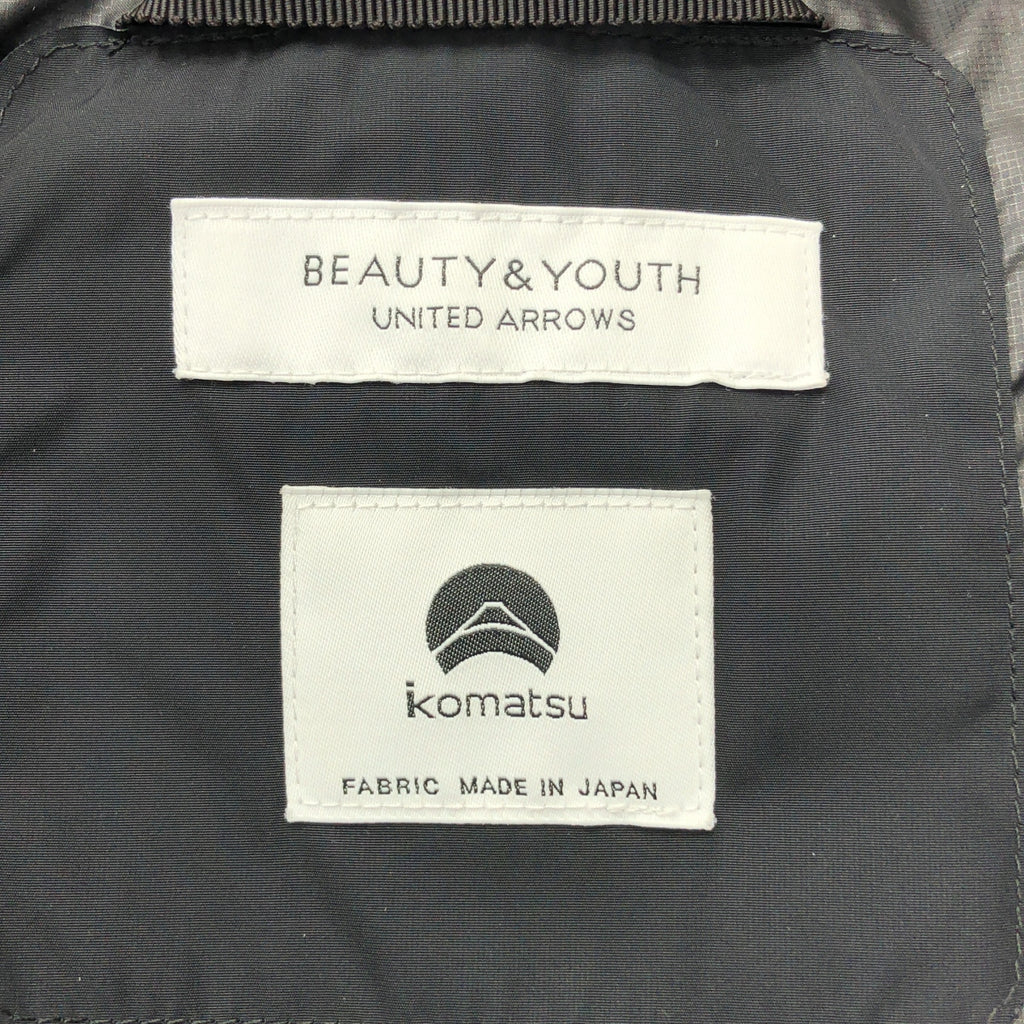 BEAUTY&YOUTH
UNITED ARROWS
komatsu
FABRIC MADE IN JAPAN